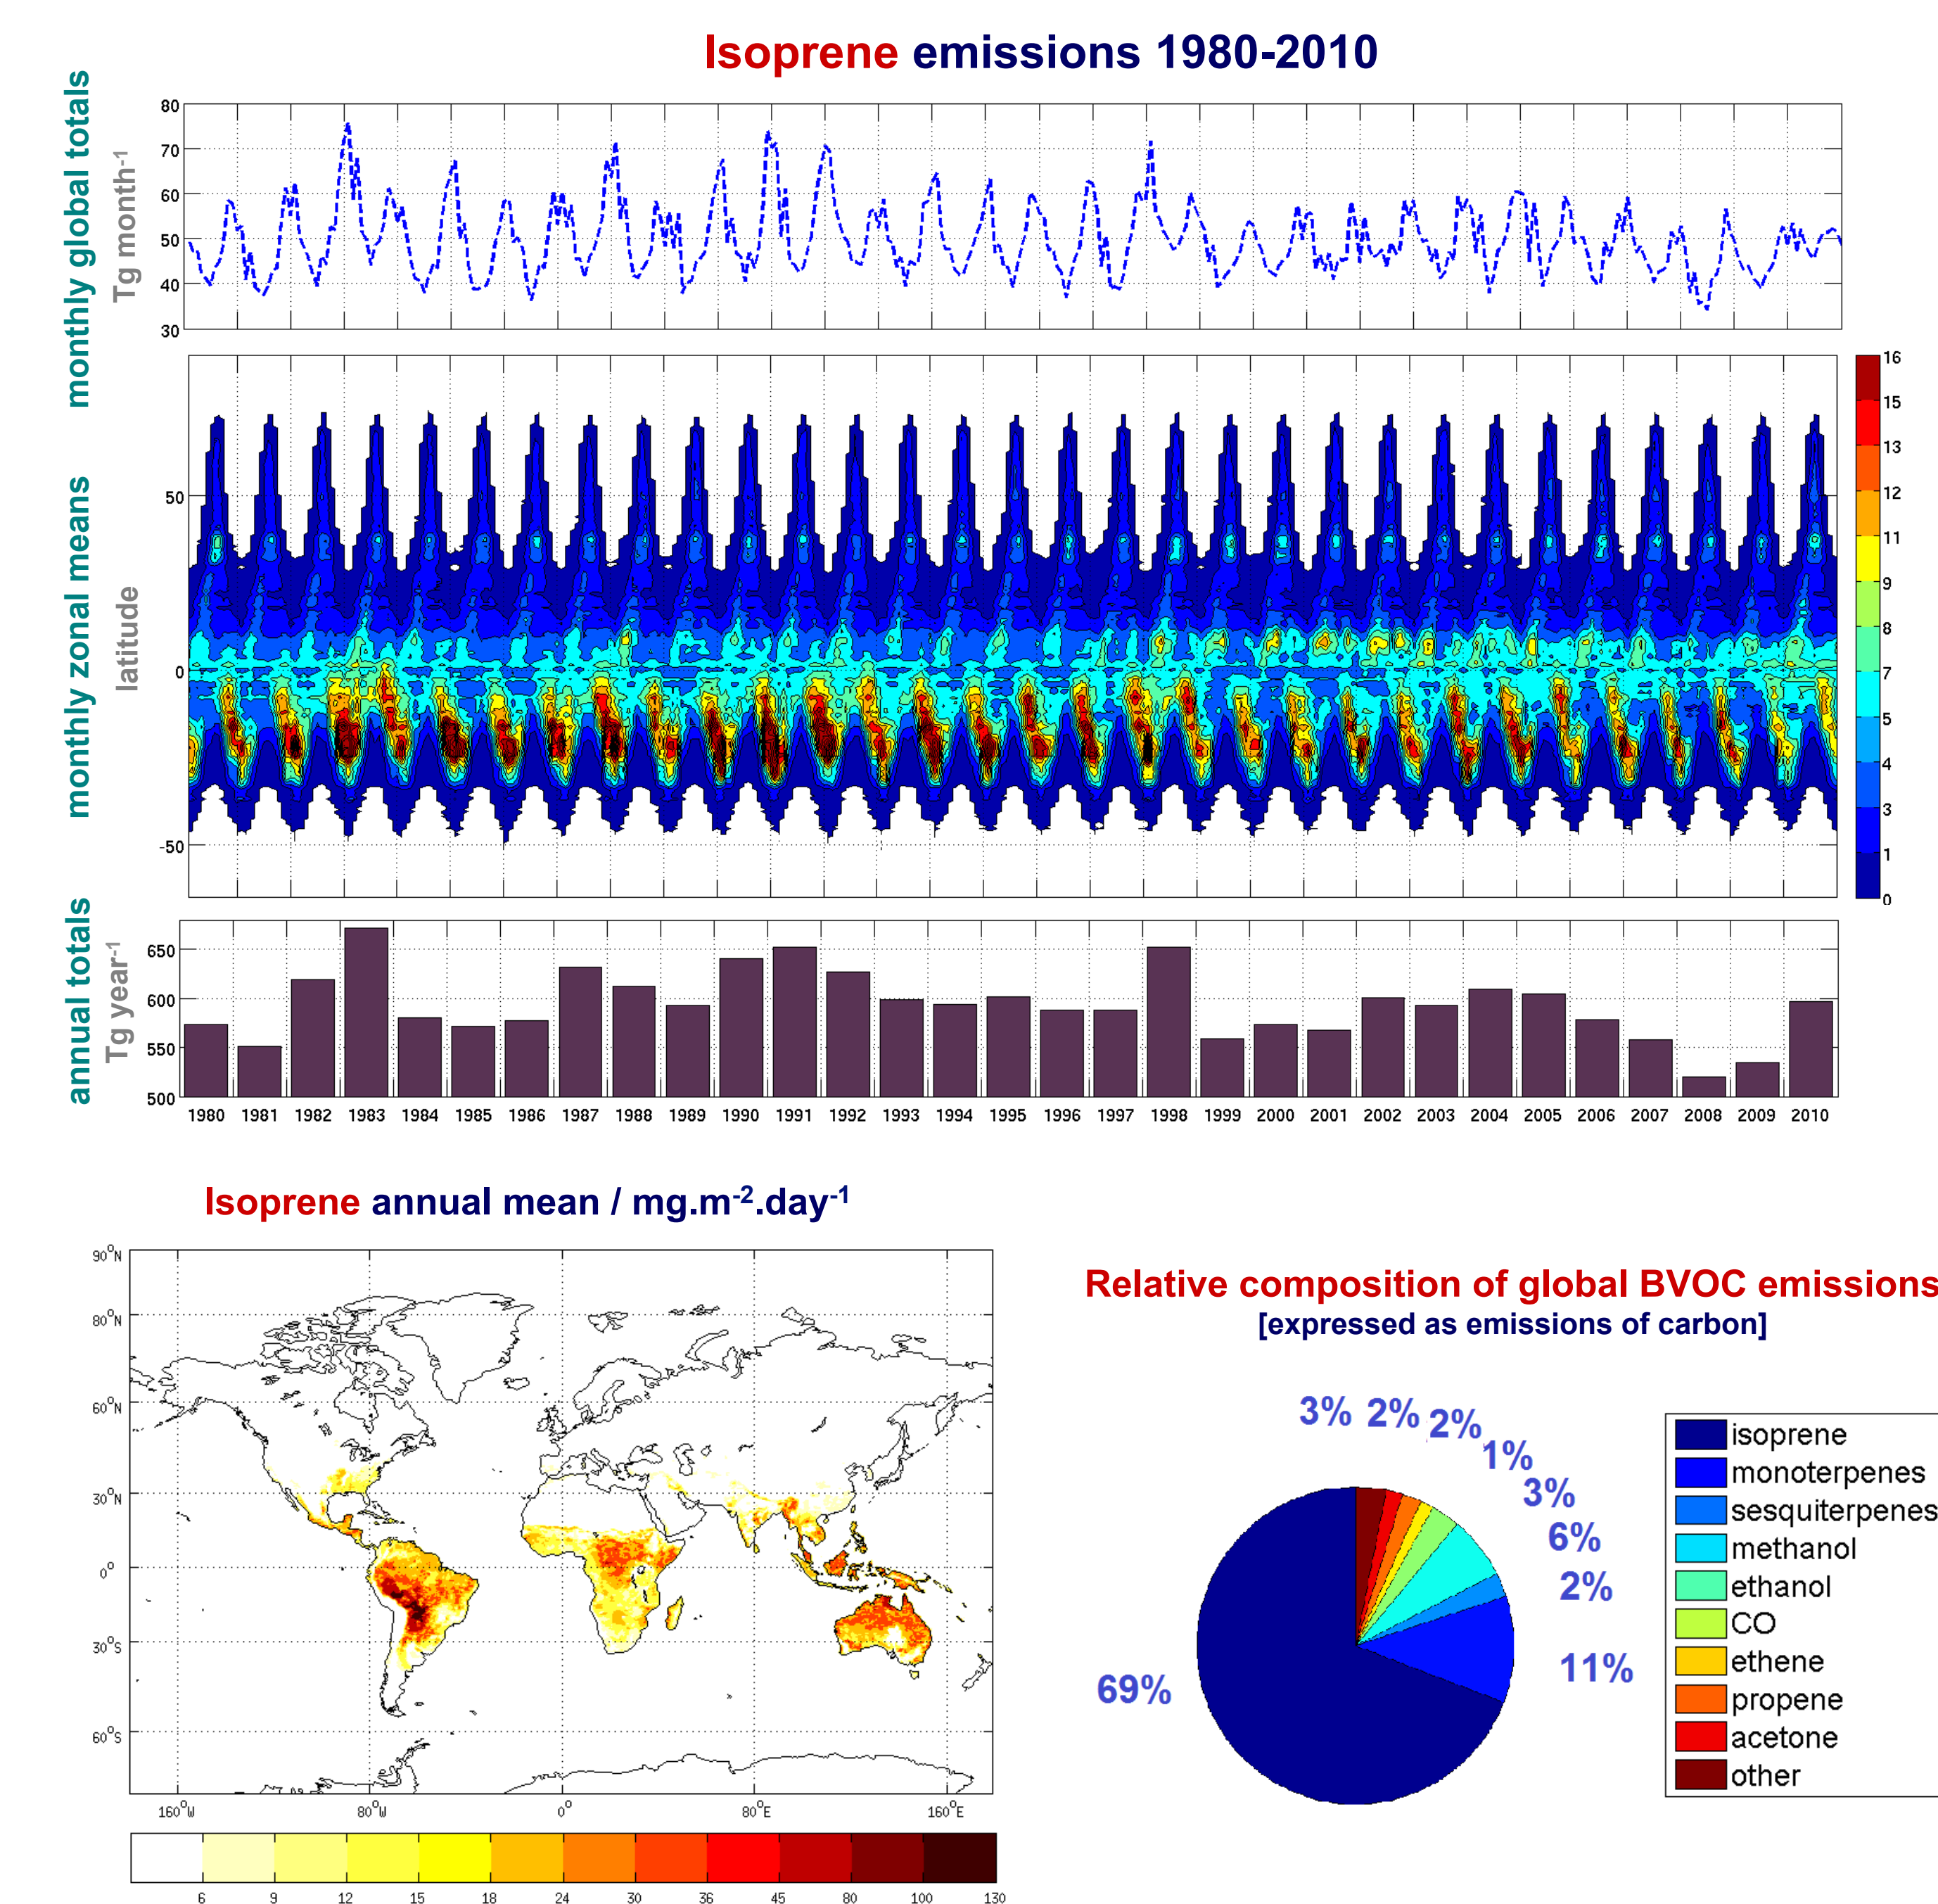 Isoprene emissions 1980-2010
monthly global totals
Tg month-1
80
70
60
50
40
30
monthly zonal means
latitude
50
0
-50
16
15
13
12
11
9
8
7
5
4
3
1
0
annual totals
Tg year-1
650
600
550
500
1980 1981 1982 1983 1984 1985 1986 1987 1988 1989 1990 1991 1992 1993 1994 1995 1996 1997 1998 1999 2000 2001 2002 2003 2004 2005 2006 2007 2008 2009 2010
Isoprene annual mean / mg.m-2.day-1
90°N
80°N
60°N
30°N
0°
30°S
60°S
160°W 80°W 0° 80°E 160°E
6 9 12 15 18 24 30 36 45 80 100 130
Relative composition of global BVOC emissions
[expressed as emissions of carbon]
3% 2% 2%
1%
3%
6%
2%
11%
69%
isoprene
monoterpenes
sesquiterpenes
methanol
ethanol
CO
ethene
propene
acetone
other